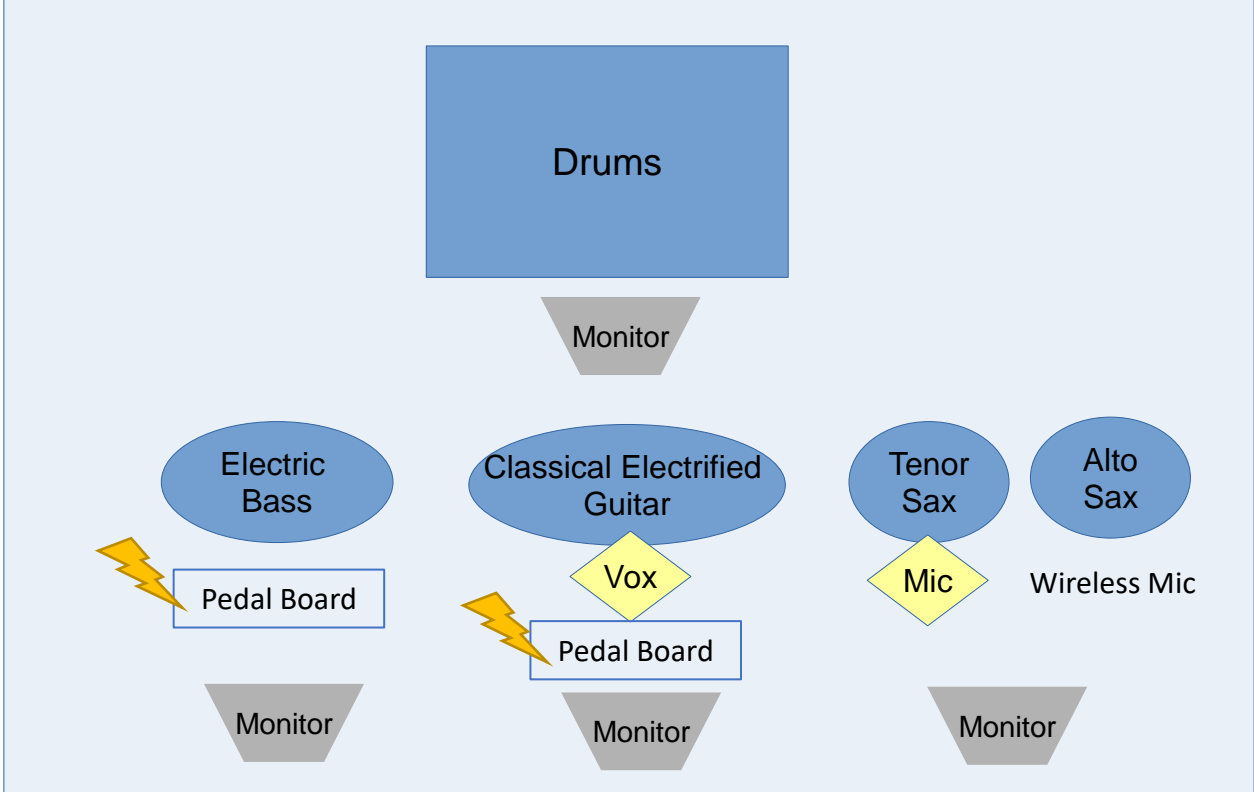 Drums
Monitor
Electric
Bass
Classical Electrified
Guitar
Tenor
Sax
Alto
Sax
Vox
Mic
Wireless Mic
Pedal Board
Pedal Board
Monitor
Monitor
Monitor